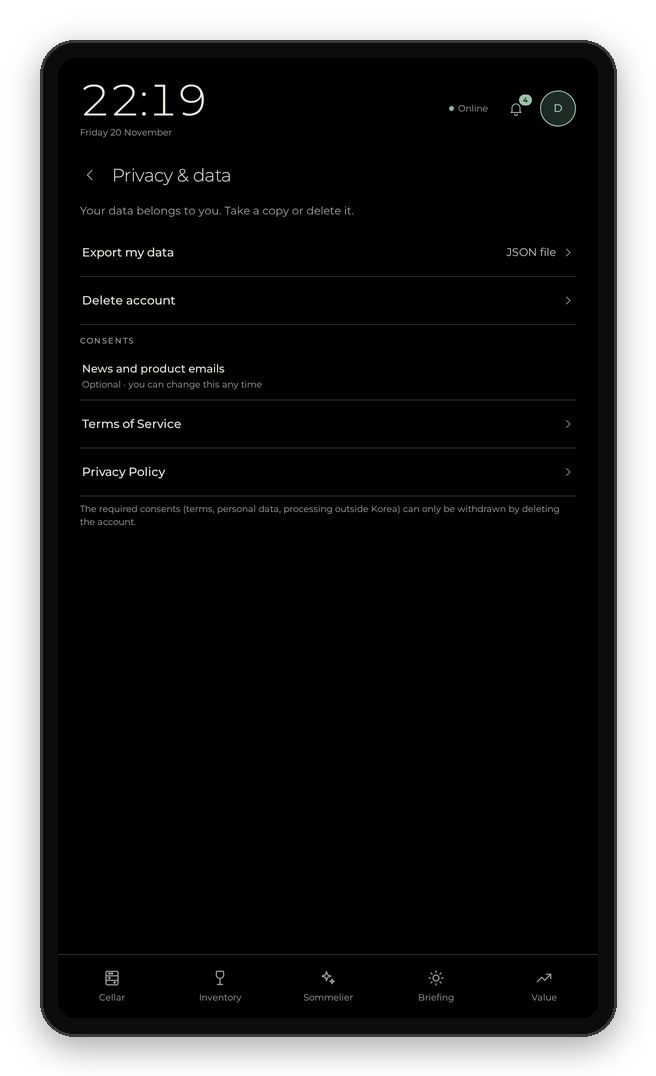 22:19
Friday 20 November
Online
4
D
Privacy & data
Your data belongs to you. Take a copy or delete it.
Export my data
JSON file
Delete account
CONSENTS
News and product emails
Optional · you can change this any time
Terms of Service
Privacy Policy
The required consents (terms, personal data, processing outside Korea) can only be withdrawn by deleting
the account.
Cellar
Inventory
Sommelier
Briefing
Value